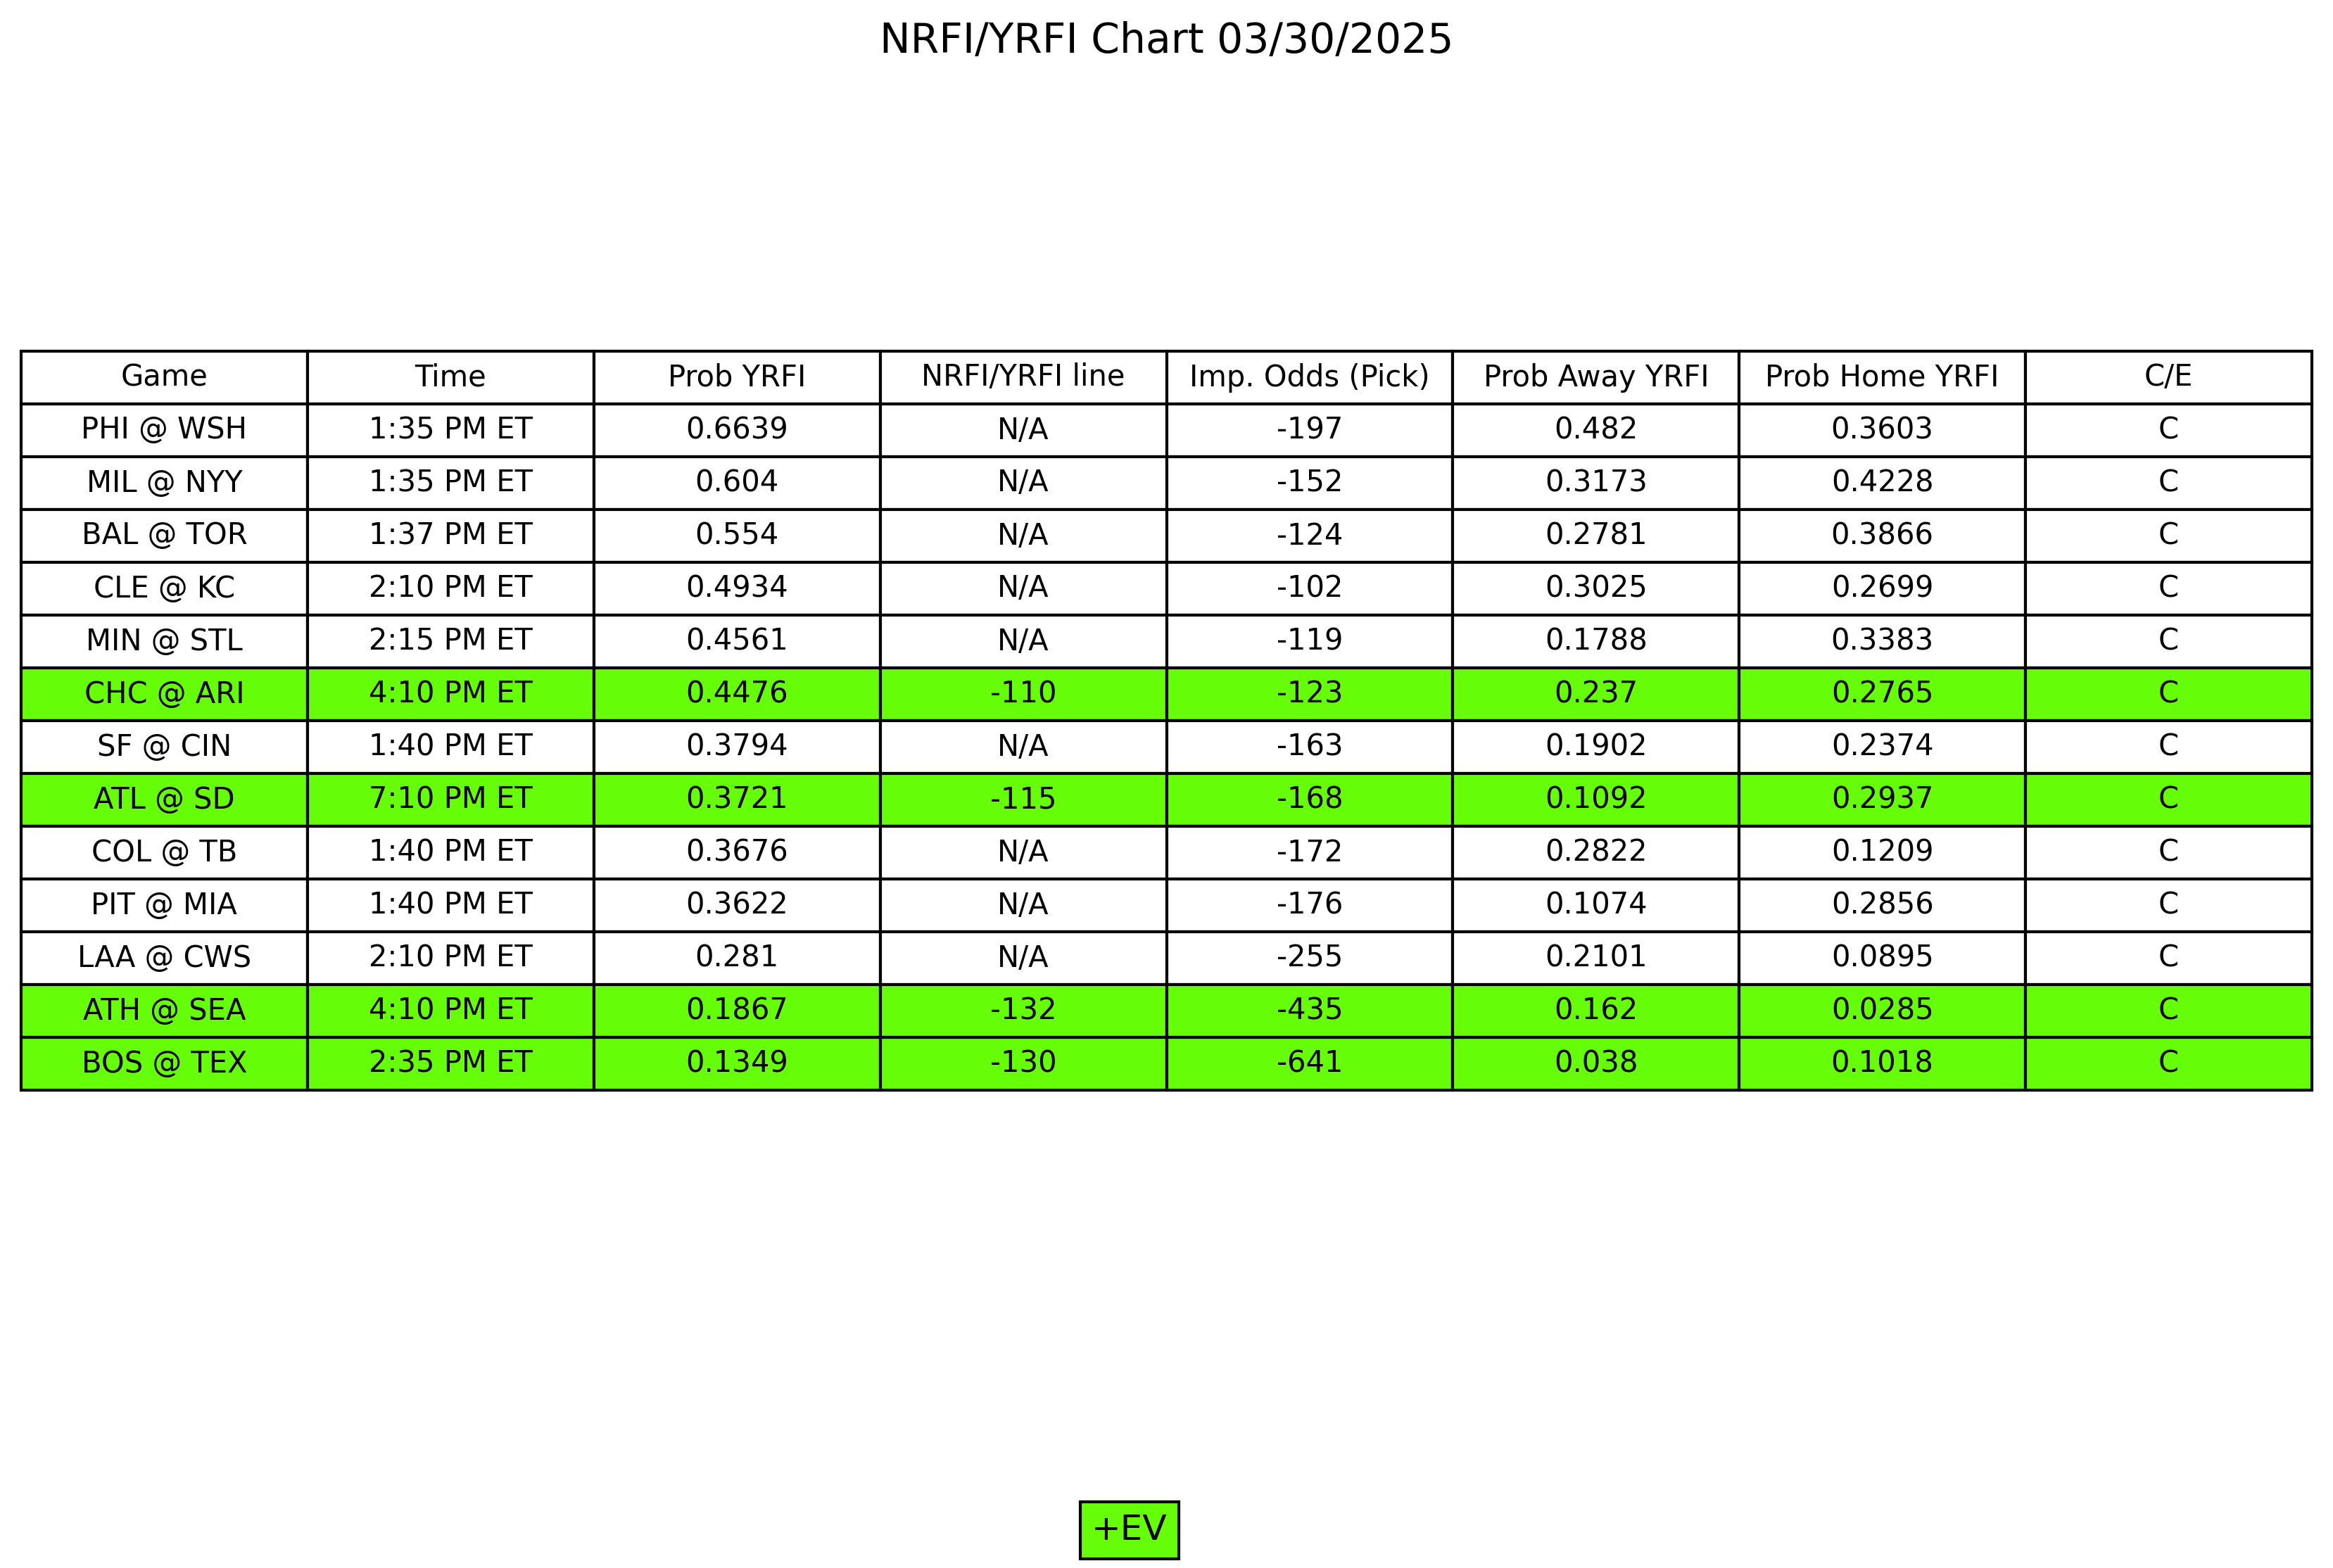 NRFI/YRFI Chart 03/30/2025
Game Time Prob YRFI NRFI/YRFI line Imp. Odds (Pick) Prob Away YRFI Prob Home YRFI C/E
PHI @ WSH 1:35 PM ET 0.6639 N/A -197 0.482 0.3603 C
MIL @ NYY 1:35 PM ET 0.604 N/A -152 0.3173 0.4228 C
BAL @ TOR 1:37 PM ET 0.554 N/A -124 0.2781 0.3866 C
CLE @ KC 2:10 PM ET 0.4934 N/A -102 0.3025 0.2699 C
MIN @ STL 2:15 PM ET 0.4561 N/A -119 0.1788 0.3383 C
CHC @ ARI 4:10 PM ET 0.4476 -110 -123 0.237 0.2765 C
SF @ CIN 1:40 PM ET 0.3794 N/A -163 0.1902 0.2374 C
ATL @ SD 7:10 PM ET 0.3721 -115 -168 0.1092 0.2937 C
COL @ TB 1:40 PM ET 0.3676 N/A -172 0.2822 0.1209 C
PIT @ MIA 1:40 PM ET 0.3622 N/A -176 0.1074 0.2856 C
LAA @ CWS 2:10 PM ET 0.281 N/A -255 0.2101 0.0895 C
ATH @ SEA 4:10 PM ET 0.1867 -132 -435 0.162 0.0285 C
BOS @ TEX 2:35 PM ET 0.1349 -130 -641 0.038 0.1018 C
+EV